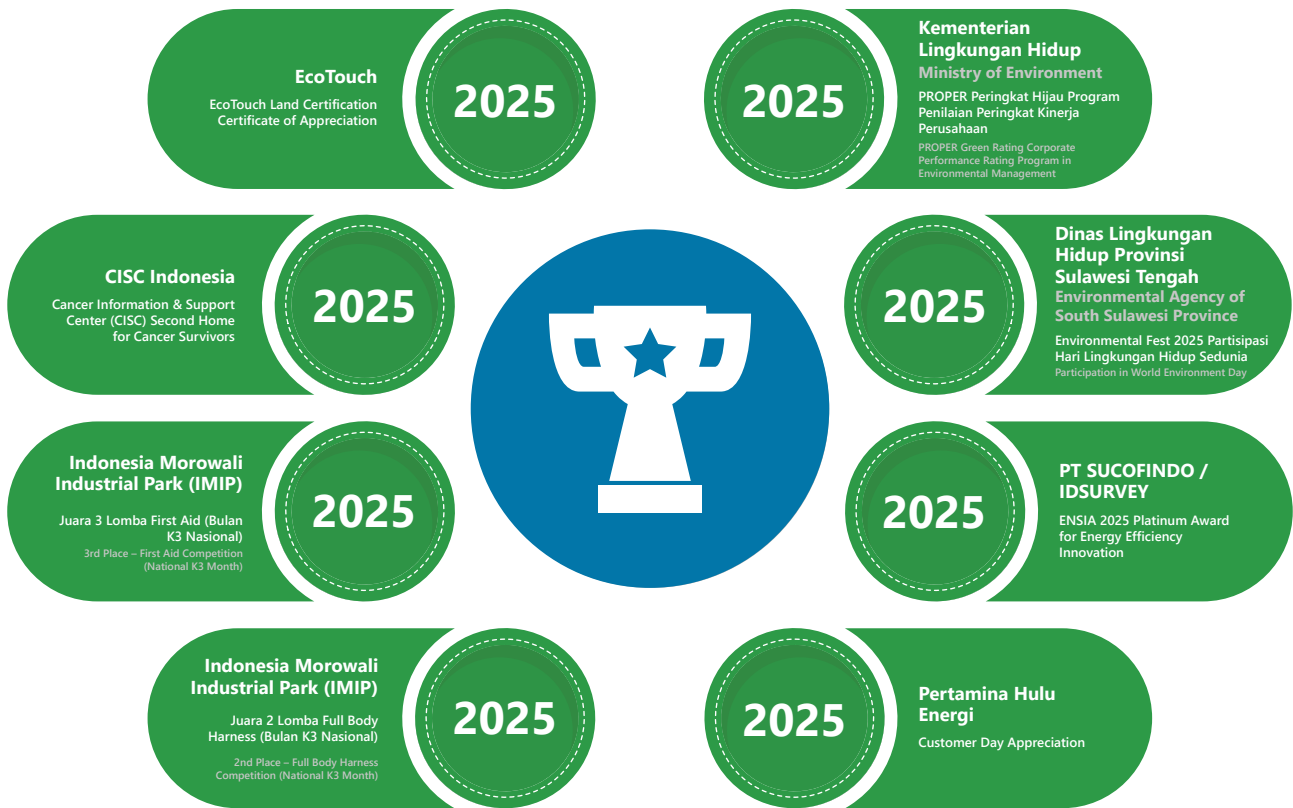 EcoTouch
EcoTouch Land Certification
Certificate of Appreciation
2025
2025
Kementerian
Lingkungan Hidup
Ministry of Environment
PROPER Peringkat Hijau Program
Penilaian Peringkat Kinerja
Perusahaan
PROPER Green Rating Corporate
Performance Rating Program in
Environmental Management
CISC Indonesia
Cancer Information & Support
Center (CISC) Second Home
for Cancer Survivors
2025
2025
Dinas Lingkungan
Hidup Provinsi
Sulawesi Tengah
Environmental Agency of
South Sulawesi Province
Environmental Fest 2025 Partisipasi
Hari Lingkungan Hidup Sedunia
Participation in World Environment Day
Indonesia Morowali
Industrial Park (IMIP)
Juara 3 Lomba First Aid (Bulan
K3 Nasional)
3rd Place – First Aid Competition
(National K3 Month)
2025
2025
PT SUCOFINDO /
IDSURVEY
ENSIA 2025 Platinum Award
for Energy Efficiency
Innovation
Indonesia Morowali
Industrial Park (IMIP)
Juara 2 Lomba Full Body
Harness (Bulan K3 Nasional)
2nd Place – Full Body Harness
Competition (National K3 Month)
2025
2025
Pertamina Hulu
Energi
Customer Day Appreciation